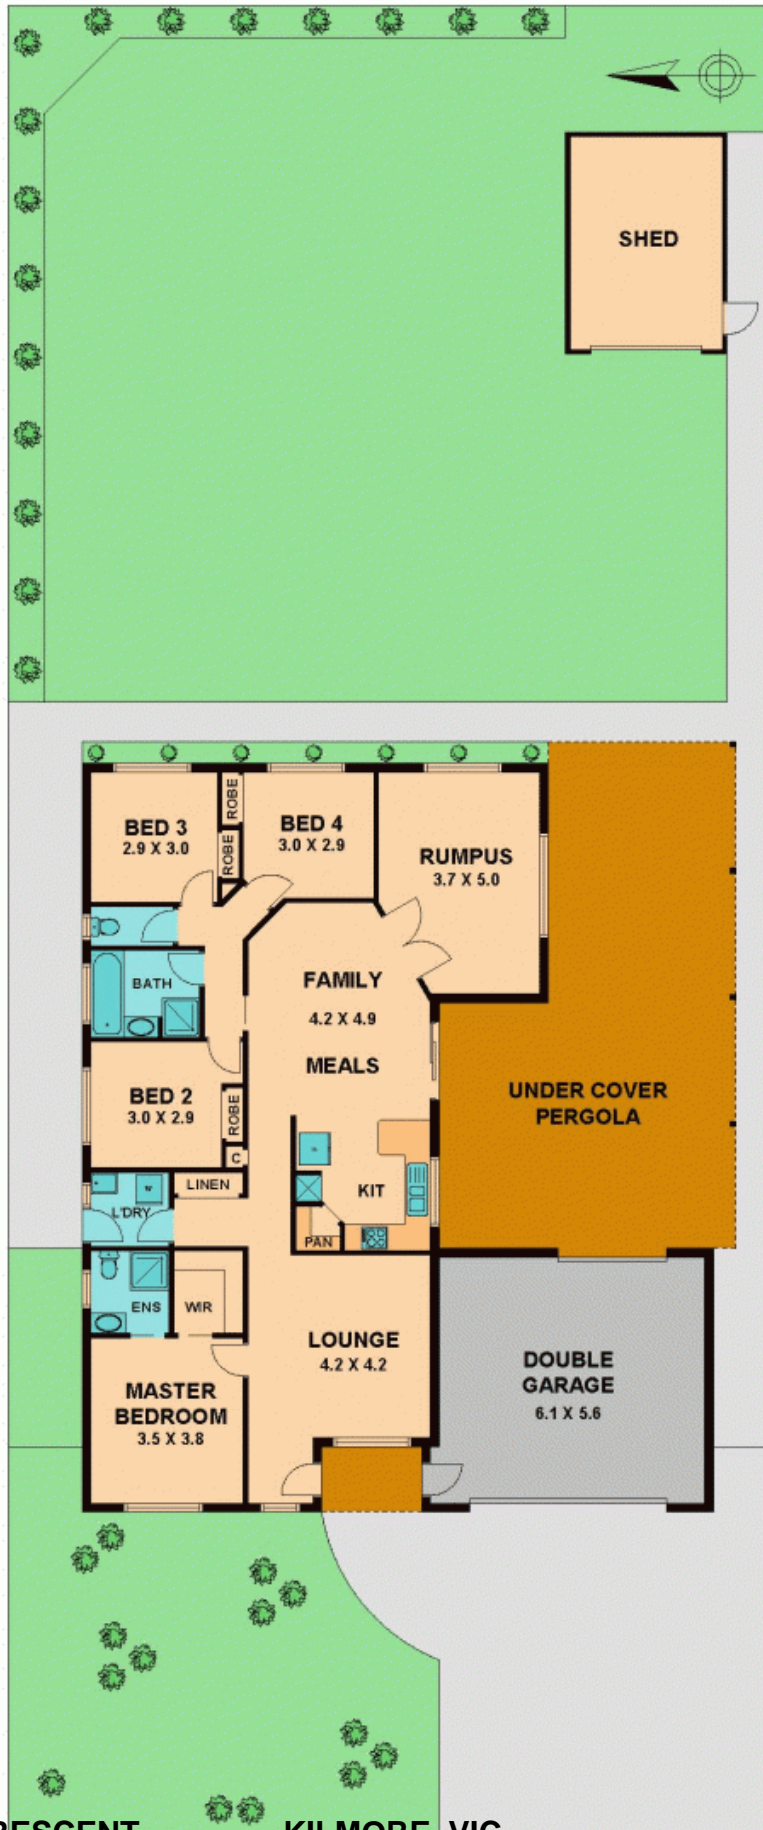 SHED
ROBE
BED 3
2.9 X 3.0
BED 4
3.0 X 2.9
ROBE
RUMPUS
3.7 X 5.0
BATH
FAMILY
4.2 X 4.9
MEALS
BED 2
3.0 X 2.9
ROBE
UNDER COVER
PERGOLA
C
LINEN
L'DRY
W
KIT
PAN
ENS
WIR
LOUNGE
4.2 X 4.2
DOUBLE
GARAGE
6.1 X 5.6
MASTER
BEDROOM
3.5 X 3.8
KILMORE VIC